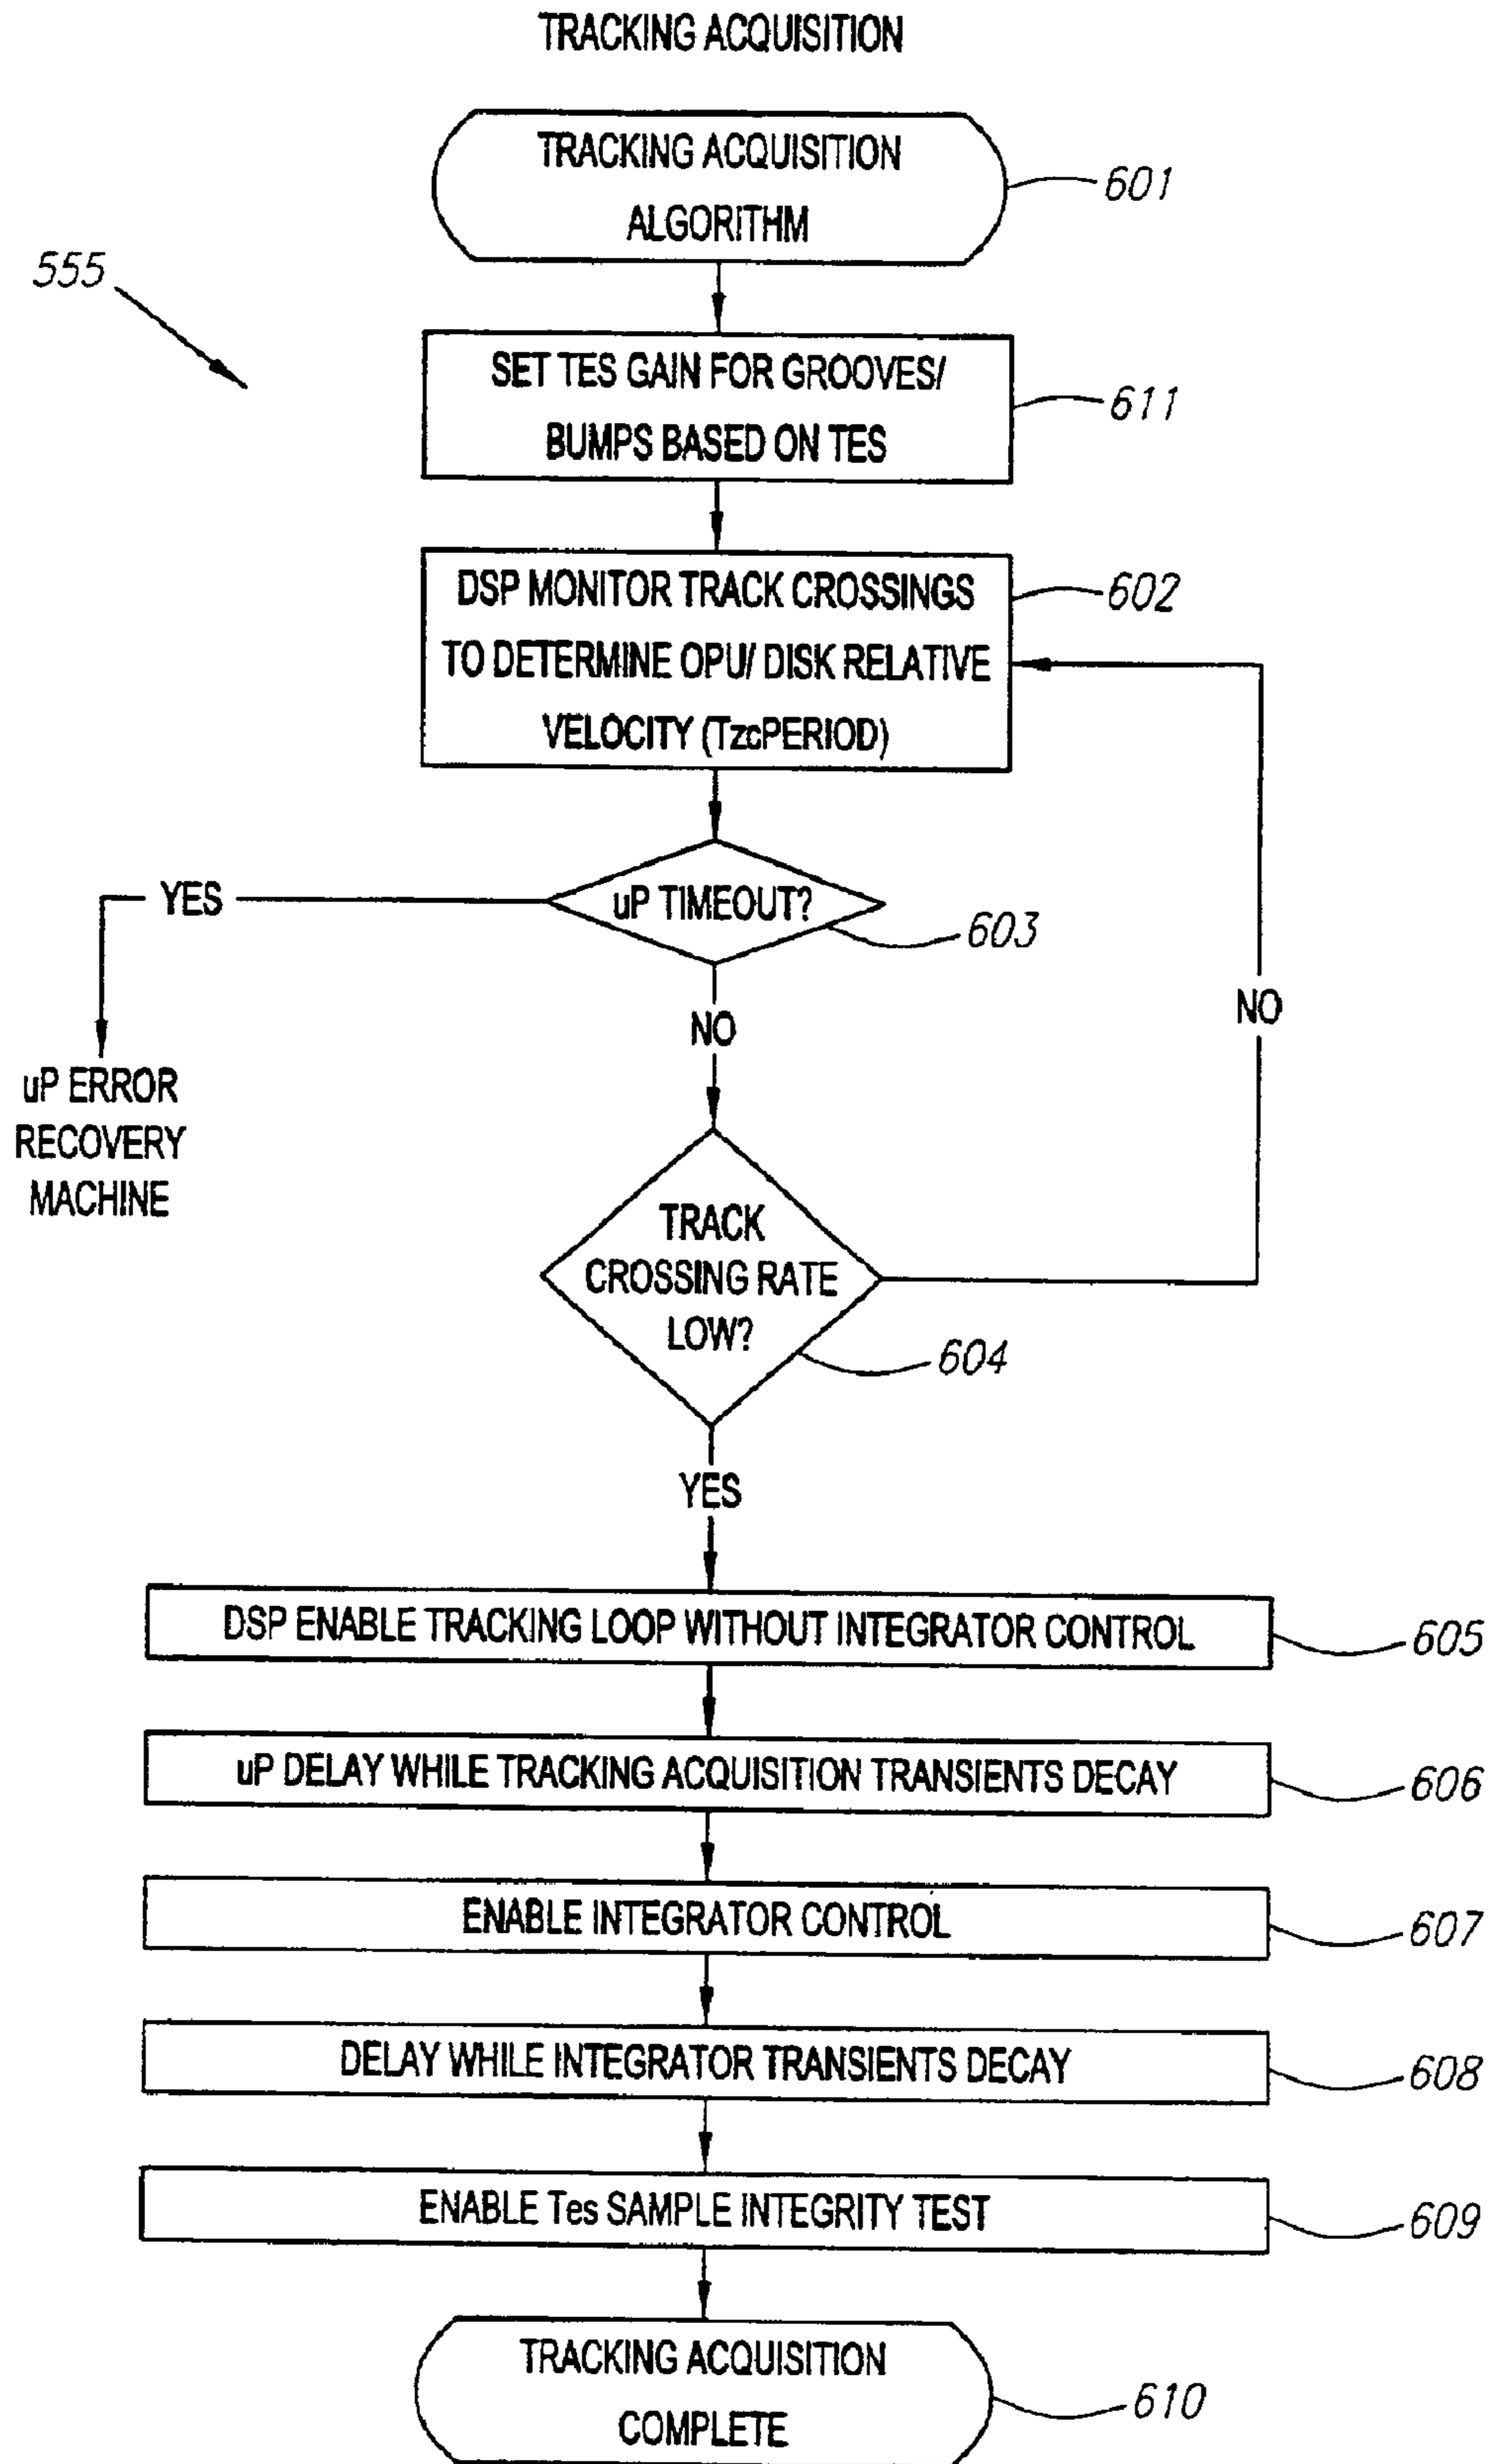 TRACKING ACQUISITION
TRACKING ACQUISITION
ALGORITHM
601
555
SET TES GAIN FOR GROOVES/
BUMPS BASED ON TES
611
DSP MONITOR TRACK CROSSINGS
TO DETERMINE OPU/ DISK RELATIVE
VELOCITY (TzcPERIOD)
602
uP TIMEOUT?
603
YES
NO
NO
uP ERROR
RECOVERY
MACHINE
TRACK
CROSSING RATE
LOW?
604
YES
DSP ENABLE TRACKING LOOP WITHOUT INTEGRATOR CONTROL
605
uP DELAY WHILE TRACKING ACQUISITION TRANSIENTS DECAY
606
ENABLE INTEGRATOR CONTROL
607
DELAY WHILE INTEGRATOR TRANSIENTS DECAY
608
ENABLE Tes SAMPLE INTEGRITY TEST
609
TRACKING ACQUISITION
COMPLETE
610